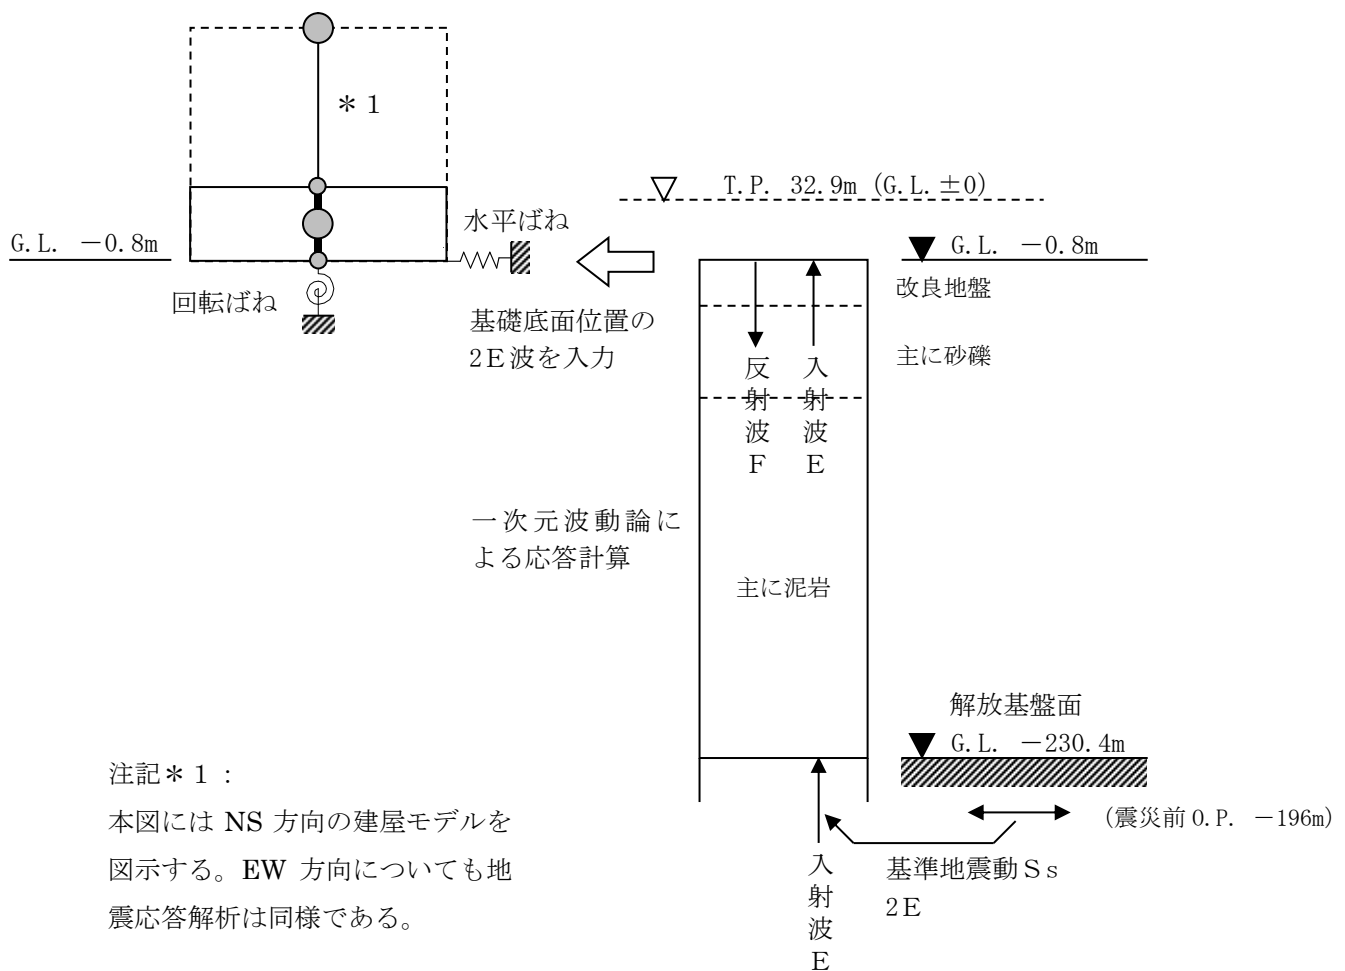 ＊1
T.P. 32.9m (G.L.±0)
G.L. －0.8m
水平ばね
G.L. －0.8m
回転ばね
改良地盤
基礎底面位置の
2E波を入力
主に砂礫
反射波F
入射波E
一次元波動論に
よる応答計算
主に泥岩
解放基盤面
G.L. －230.4m
(震災前O.P. －196m)
基準地震動Ss
2E
入射波E
注記＊1：
本図には NS 方向の建屋モデルを
図示する。EW 方向についても地
震応答解析は同様である。